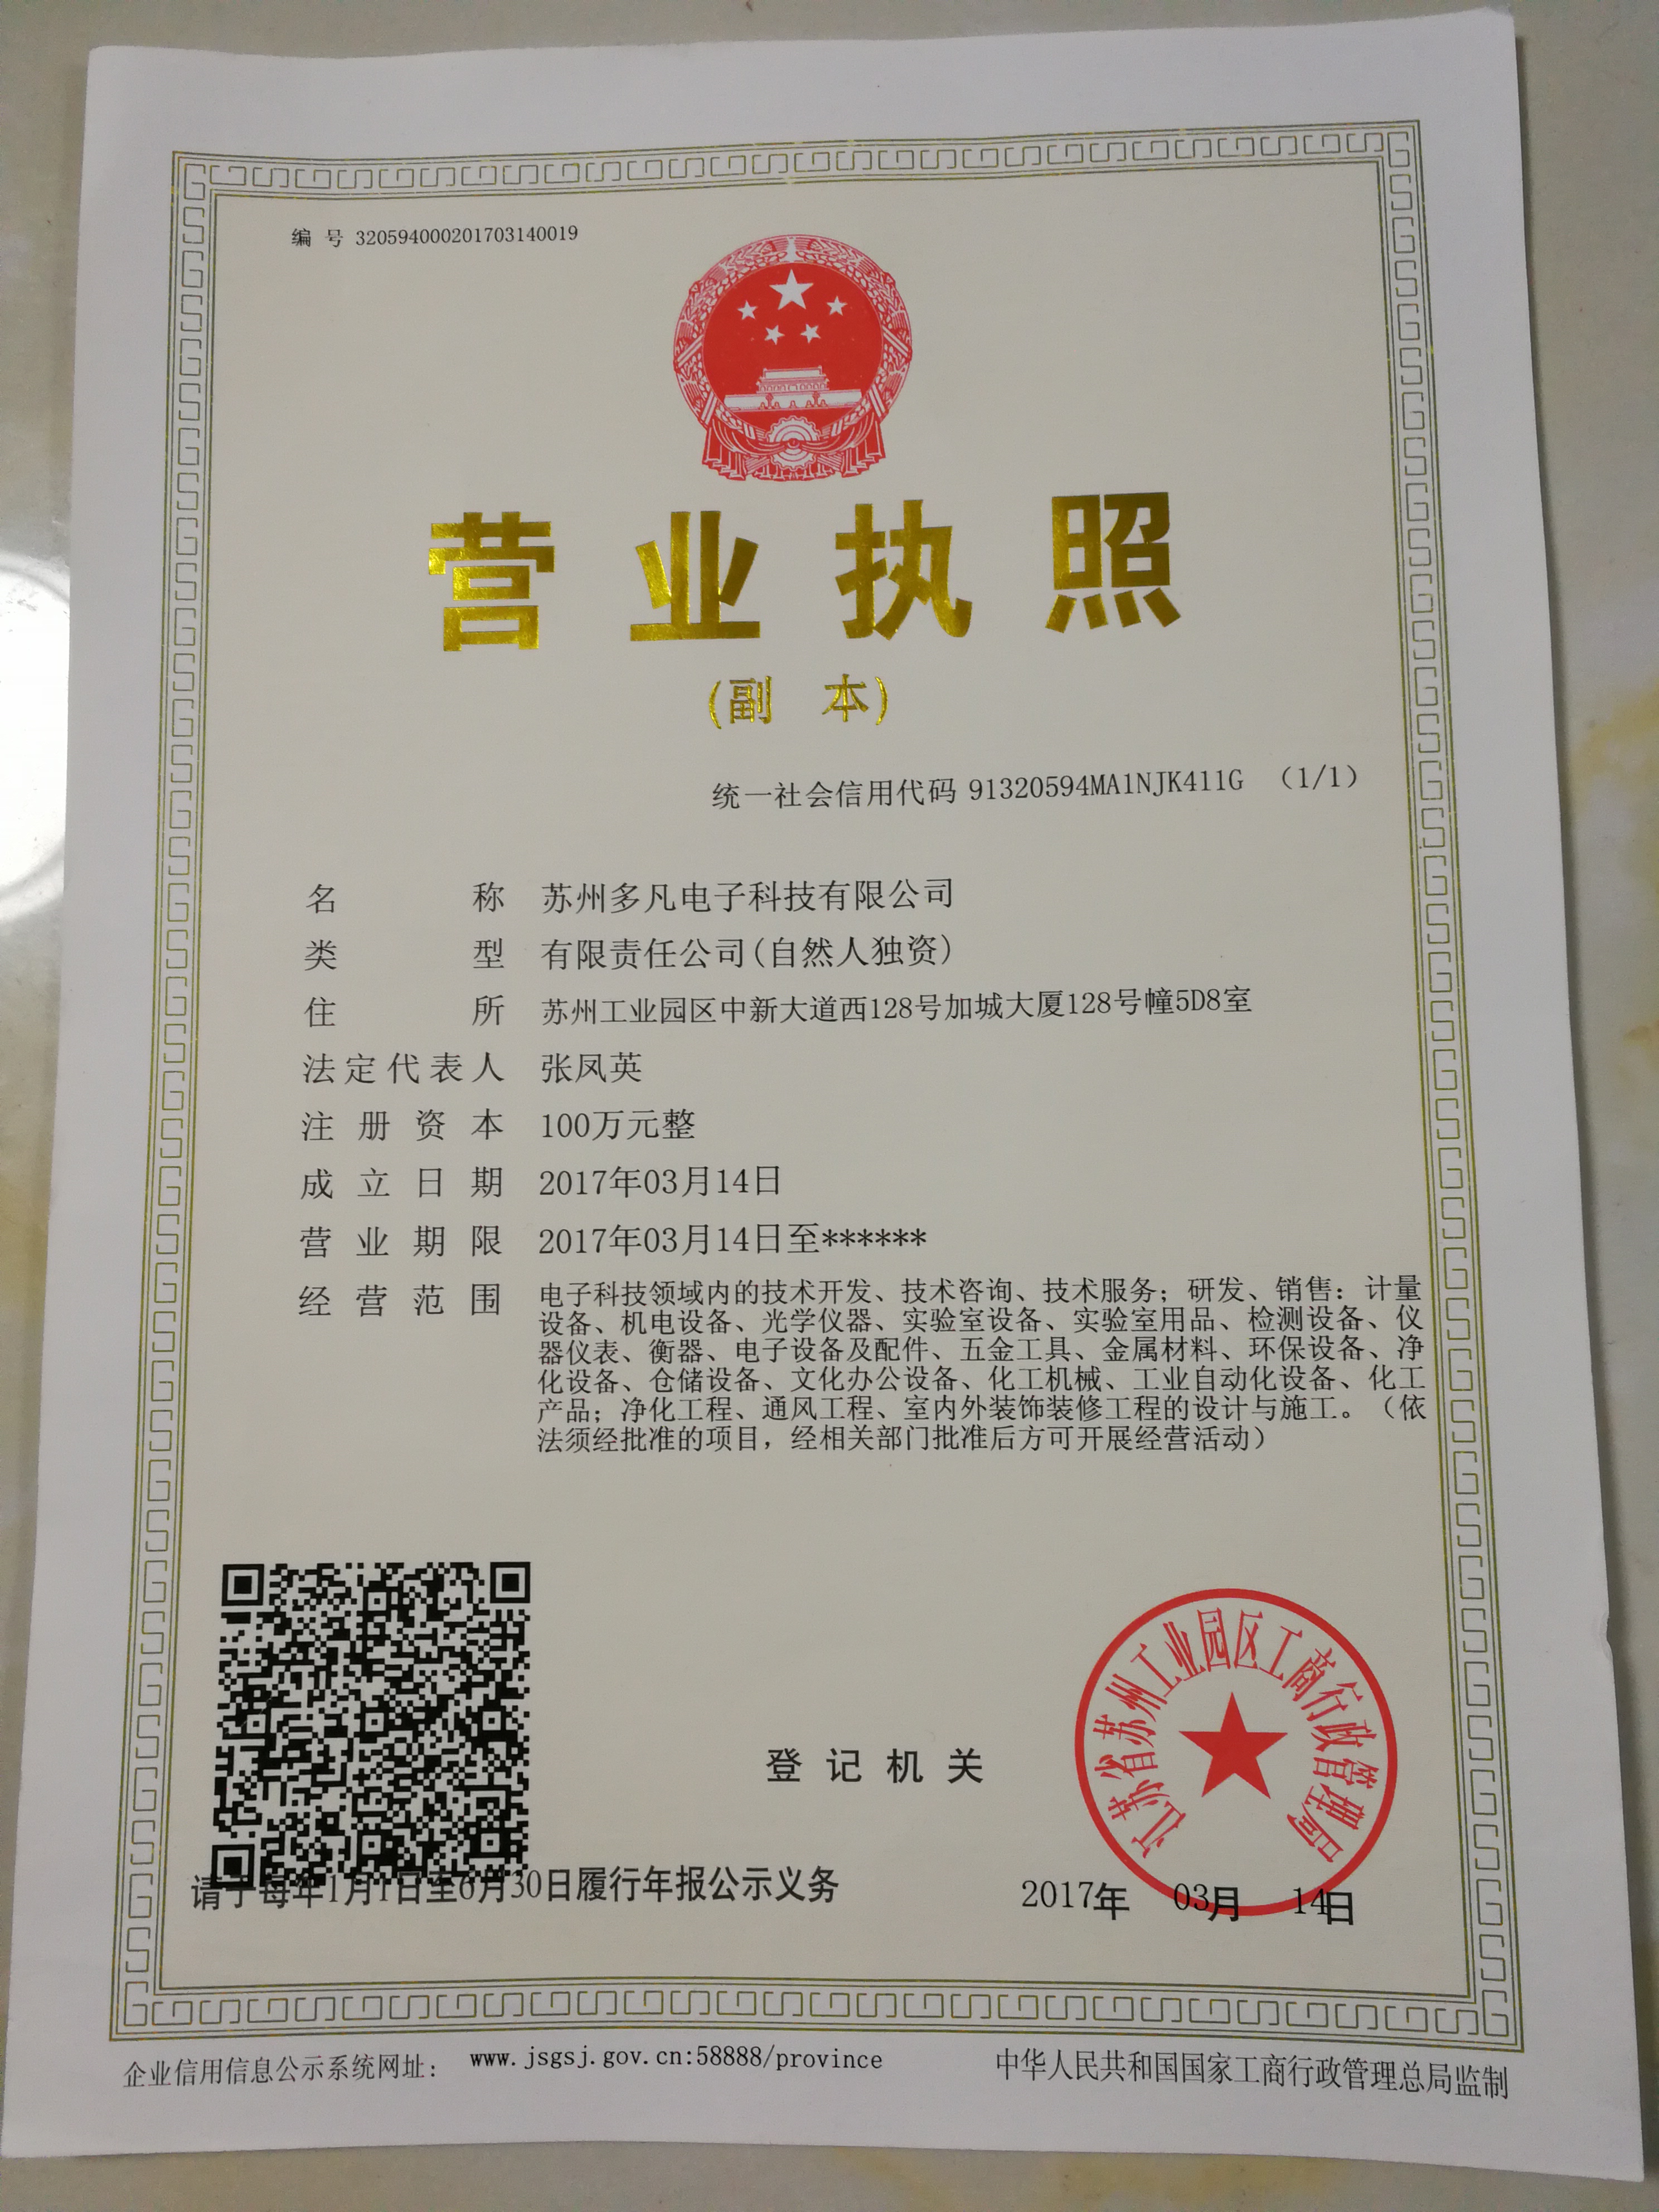 编 号 320594000201703140019
营业执照
(副 本)
统一社会信用代码 91320594MA1NJK411G (1/1)
名称 苏州多凡电子科技有限公司
类型 有限责任公司(自然人独资)
住所 苏州工业园区中新大道西128号加城大厦128号幢5D8室
法定代表人 张凤英
注册资本 100万元整
成立日期 2017年03月14日
营业期限 2017年03月14日至******
经营范围 电子科技领域内的技术开发、技术咨询、技术服务；研发、销售：计量
设备、机电设备、光学仪器、实验室设备、实验室用品、检测设备、仪
器仪表、衡器、电子设备及配件、五金工具、金属材料、环保设备、净
化设备、仓储设备、文化办公设备、化工机械、工业自动化设备、化工
产品；净化工程、通风工程、室内外装饰装修工程的设计与施工。（依
法须经批准的项目，经相关部门批准后方可开展经营活动）
江苏省苏州工业园区工商行政管理局
登记机关
请于每年1月1日至6月30日履行年报公示义务
2017年 03月 14日
企业信用信息公示系统网址： www.jsgsj.gov.cn:58888/province
中华人民共和国国家工商行政管理总局监制